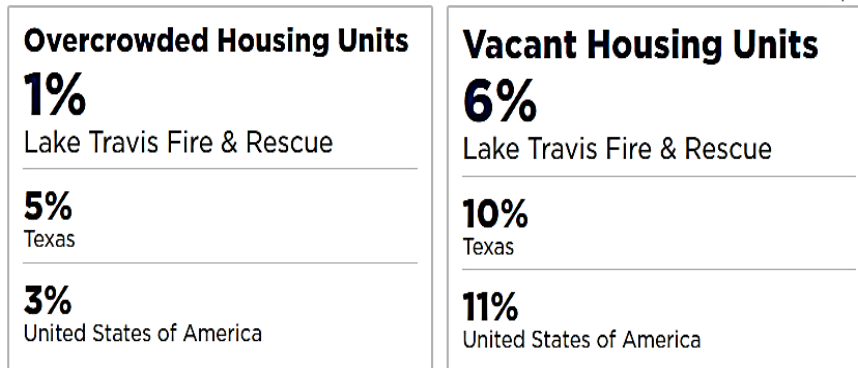 Overcrowded Housing Units
1%
Lake Travis Fire & Rescue
5%
Texas
3%
United States of America
Vacant Housing Units
6%
Lake Travis Fire & Rescue
10%
Texas
11%
United States of America